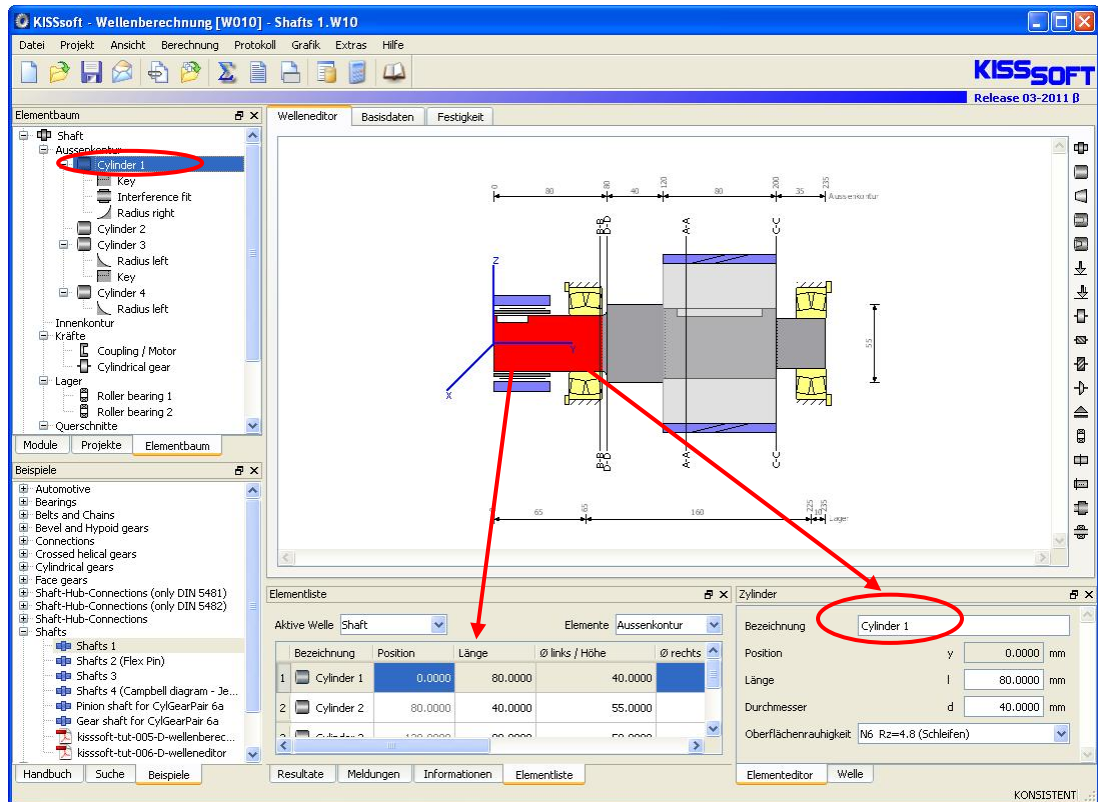 KISSsoft - Wellenberechnung [W010] - Shafts 1.W10
Datei Projekt Ansicht Berechnung Protokoll Grafik Extras Hilfe
KISSsoft
Release 03-2011 β
Elementbaum
Shaft
Aussenkontur
Cylinder 1
Key
Interference fit
Radius right
Cylinder 2
Cylinder 3
Radius left
Key
Cylinder 4
Radius left
Innenkontur
Kräfte
Coupling / Motor
Cylindrical gear
Lager
Roller bearing 1
Roller bearing 2
Querschnitte
Module Projekte Elementbaum
Beispiele
Automotive
Bearings
Belts and Chains
Bevel and Hypoid gears
Connections
Crossed helical gears
Cylindrical gears
Face gears
Shaft-Hub-Connections (only DIN 5481)
Shaft-Hub-Connections (only DIN 5482)
Shaft-Hub-Connections
Shafts
Shafts 1
Shafts 2 (Flex Pin)
Shafts 3
Shafts 4 (Campbell diagram - Je...
Pinion shaft for CylGearPair 6a
Gear shaft for CylGearPair 6a
kisssoft-tut-005-D-wellenberec...
kisssoft-tut-006-D-welleneditor
Handbuch Suche Beispiele
Welleneditor Basisdaten Festigkeit
0 80 80 40 120 80 200 35 235
Aussenkontur
B-B D-D A-A C-C
Z
Y
X
55
B-B D-D A-A C-C
65 65 160 225 10 235
Lager
Elementliste
Aktive Welle Shaft Elemente Aussenkontur
Bezeichnung Position Länge Ø links / Höhe Ø rechts
1 Cylinder 1 0.0000 80.0000 40.0000
2 Cylinder 2 80.0000 40.0000 55.0000
Resultate Meldungen Informationen Elementliste
Zylinder
Bezeichnung Cylinder 1
Position y 0.0000 mm
Länge l 80.0000 mm
Durchmesser d 40.0000 mm
Oberflächenrauhigkeit N6 Rz=4.8 (Schleifen)
Elementeditor Welle
KONSISTENT